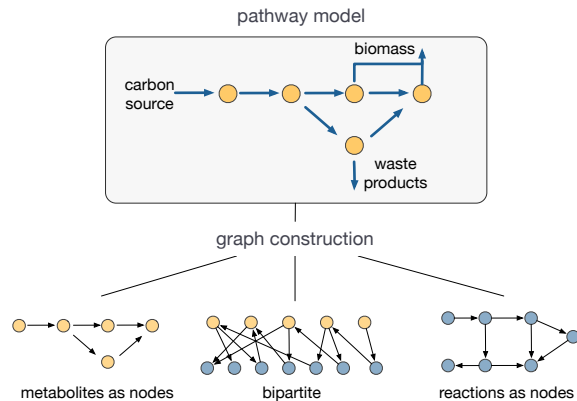 pathway model
biomass
carbon
source
waste
products
graph construction
metabolites as nodes
bipartite
reactions as nodes